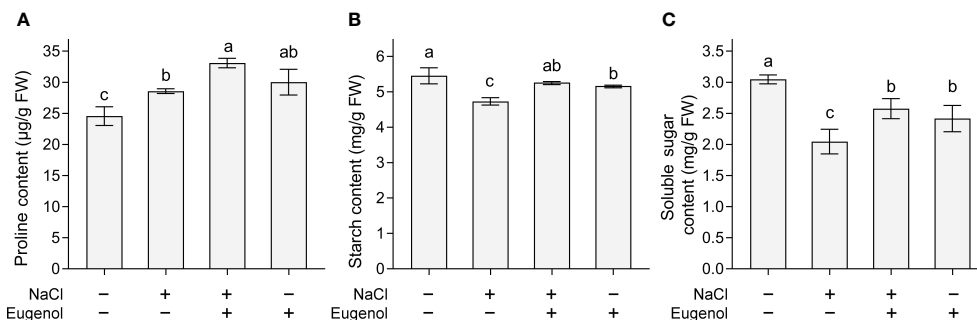 A
Proline content (µg/g FW)
35
30
25
20
15
10
5
0
c
b
a
ab
NaCl − + + −
Eugenol − − + +
B
Starch content (mg/g FW)
6
5
4
3
2
1
0
a
c
ab
b
NaCl − + + −
Eugenol − − + +
C
Soluble sugar
content (mg/g FW)
3.5
3.0
2.5
2.0
1.5
1.0
0.5
0.0
a
c
b
b
NaCl − + + −
Eugenol − − + +